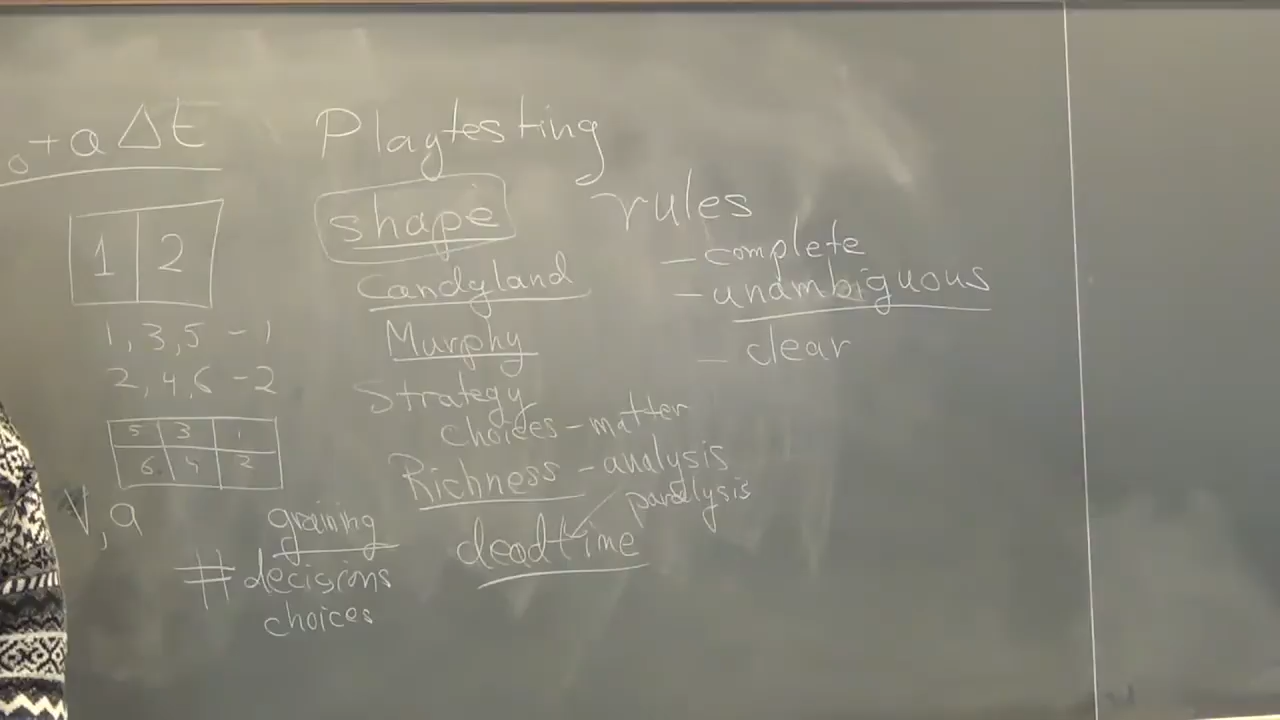 ₀+aΔt
1 2
1, 3, 5 - 1
2, 4, 6 - 2
5 3 1
6 4 2
V, a
graining
# decisions
choices
Playtesting
shape
Candyland
Murphy
Strategy
choices - matter
Richness - analysis
paralysis
deadtime
rules
- complete
- unambiguous
- clear